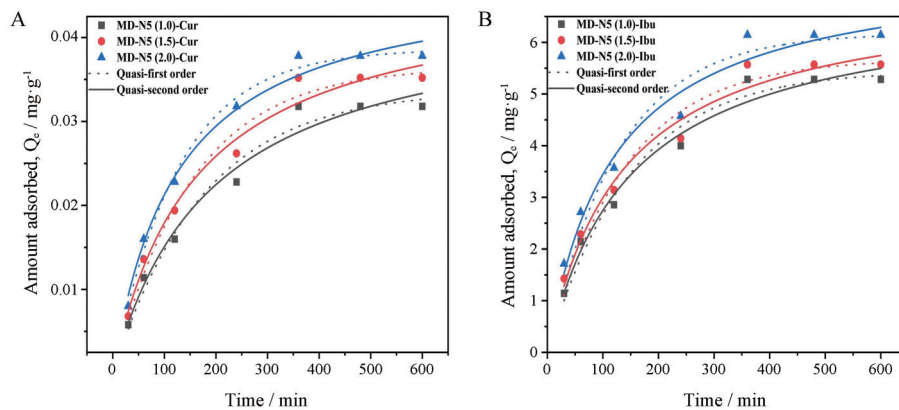 A
MD-N5 (1.0)-Cur
MD-N5 (1.5)-Cur
MD-N5 (2.0)-Cur
Quasi-first order
Quasi-second order
0.04
0.03
0.02
0.01
Amount adsorbed, Qe / mg·g-1
0 100 200 300 400 500 600
Time / min
B
MD-N5 (1.0)-Ibu
MD-N5 (1.5)-Ibu
MD-N5 (2.0)-Ibu
Quasi-first order
Quasi-second order.
6
5
4
3
2
1
0
Amount adsorbed, Qe / mg·g-1
0 100 200 300 400 500 600
Time / min